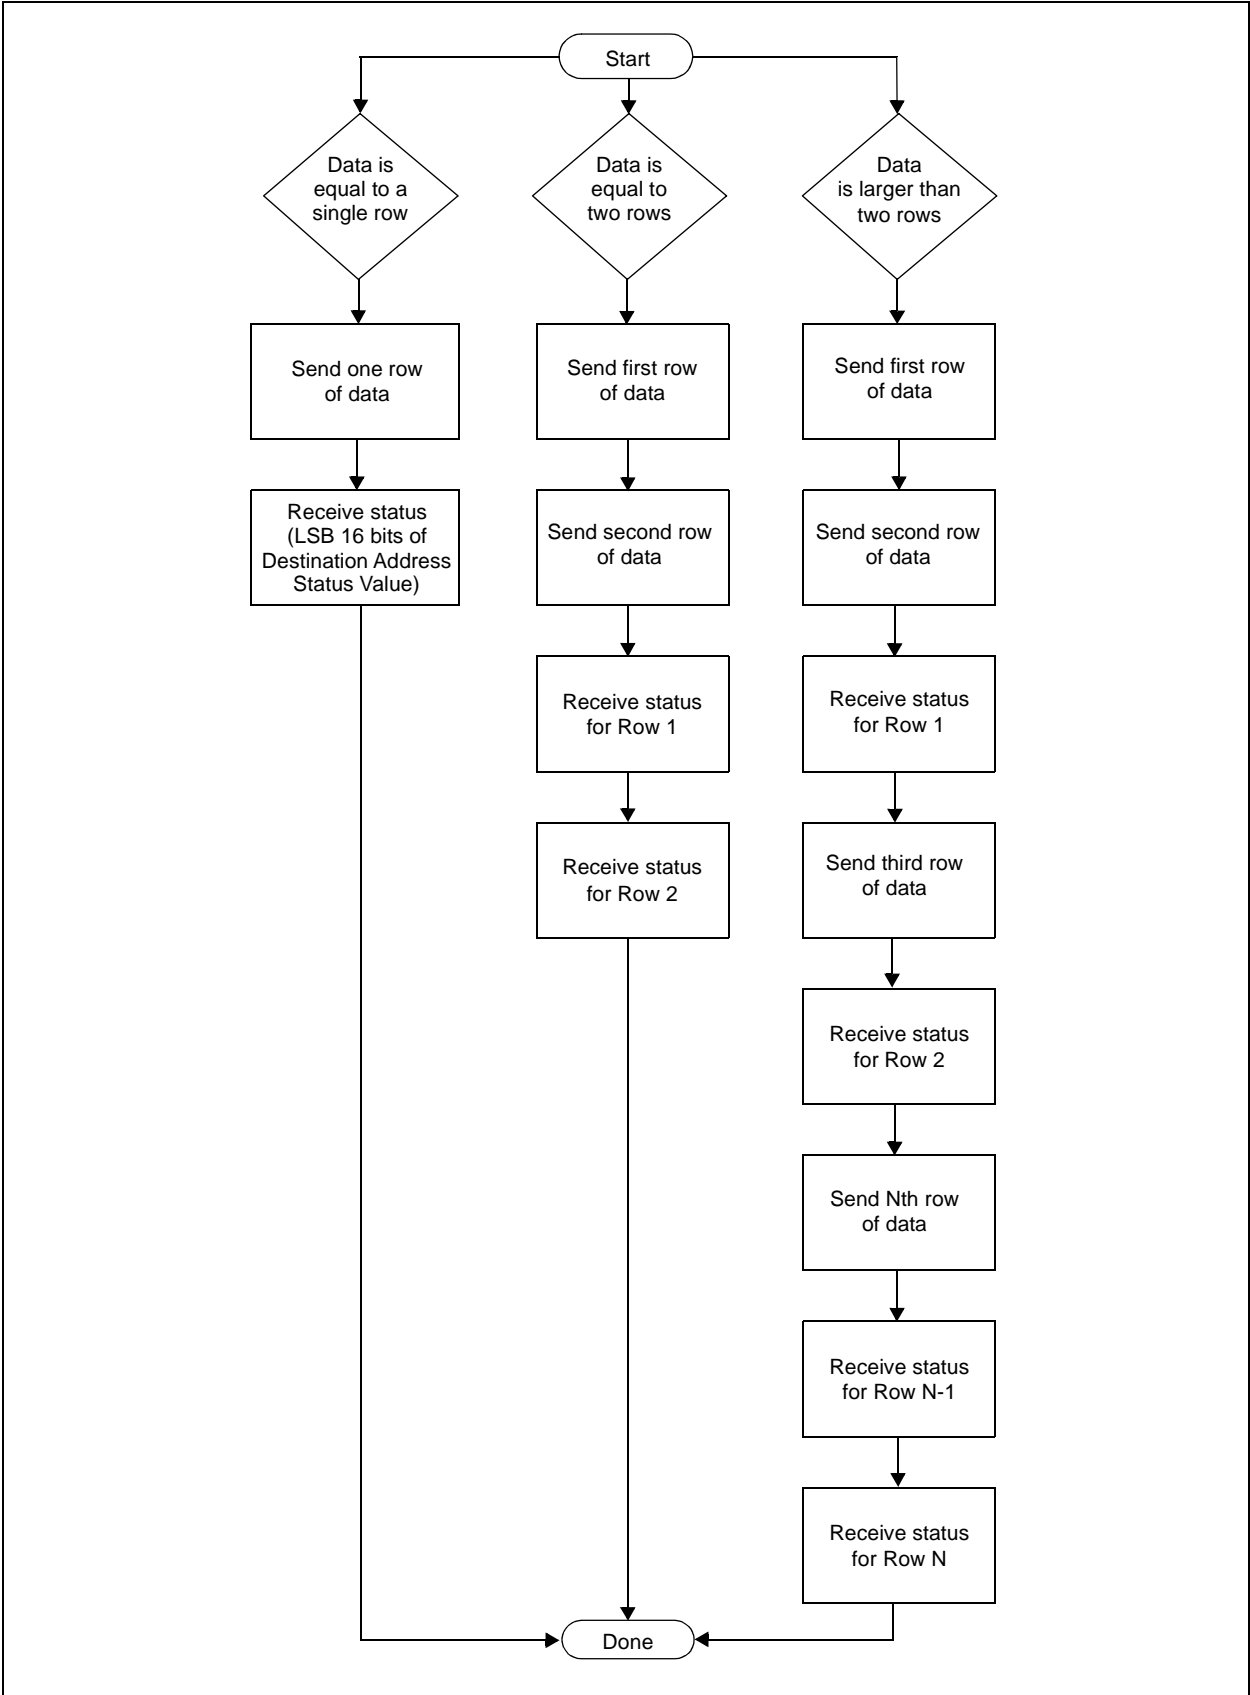 Start
Data is
equal to a
single row
Data is
equal to
two rows
Data
is larger than
two rows
Send one row
of data
Send first row
of data
Send first row
of data
Receive status
(LSB 16 bits of
Destination Address
Status Value)
Send second row
of data
Send second row
of data
Receive status
for Row 1
Receive status
for Row 1
Receive status
for Row 2
Send third row
of data
Receive status
for Row 2
Send Nth row
of data
Receive status
for Row N-1
Receive status
for Row N
Done